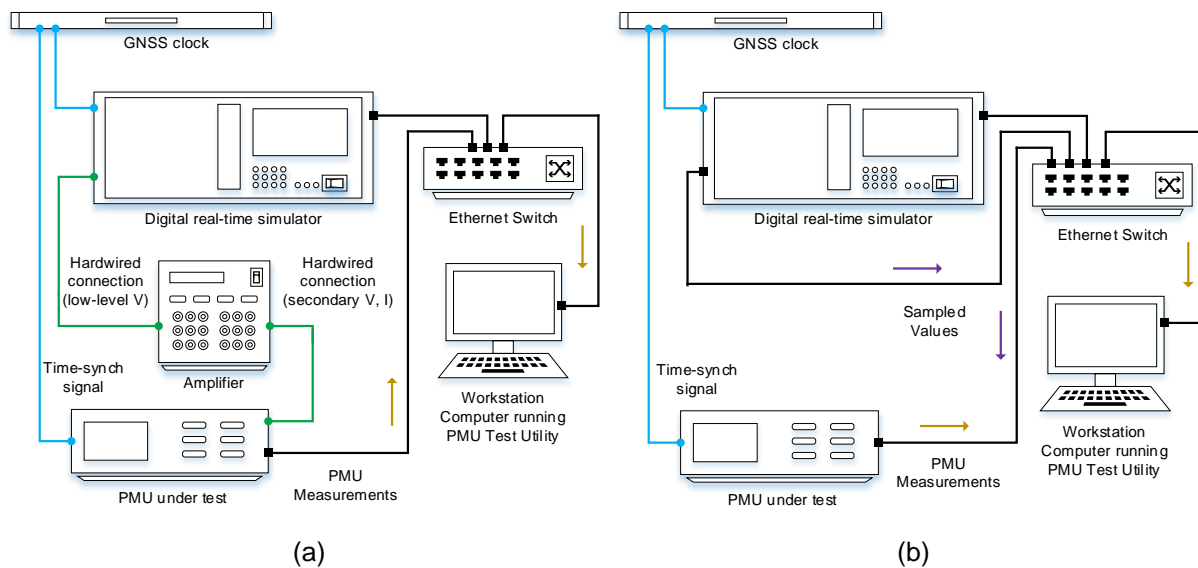 GNSS clock
Digital real-time simulator
Ethernet Switch
Hardwired
connection
(low-level V)
Hardwired
connection
(secondary V, I)
Amplifier
Time-synch
signal
PMU under test
PMU
Measurements
Workstation
Computer running
PMU Test Utility
(a)
GNSS clock
Digital real-time simulator
Ethernet Switch
Sampled
Values
Time-synch
signal
PMU under test
PMU
Measurements
Workstation
Computer running
PMU Test Utility
(b)